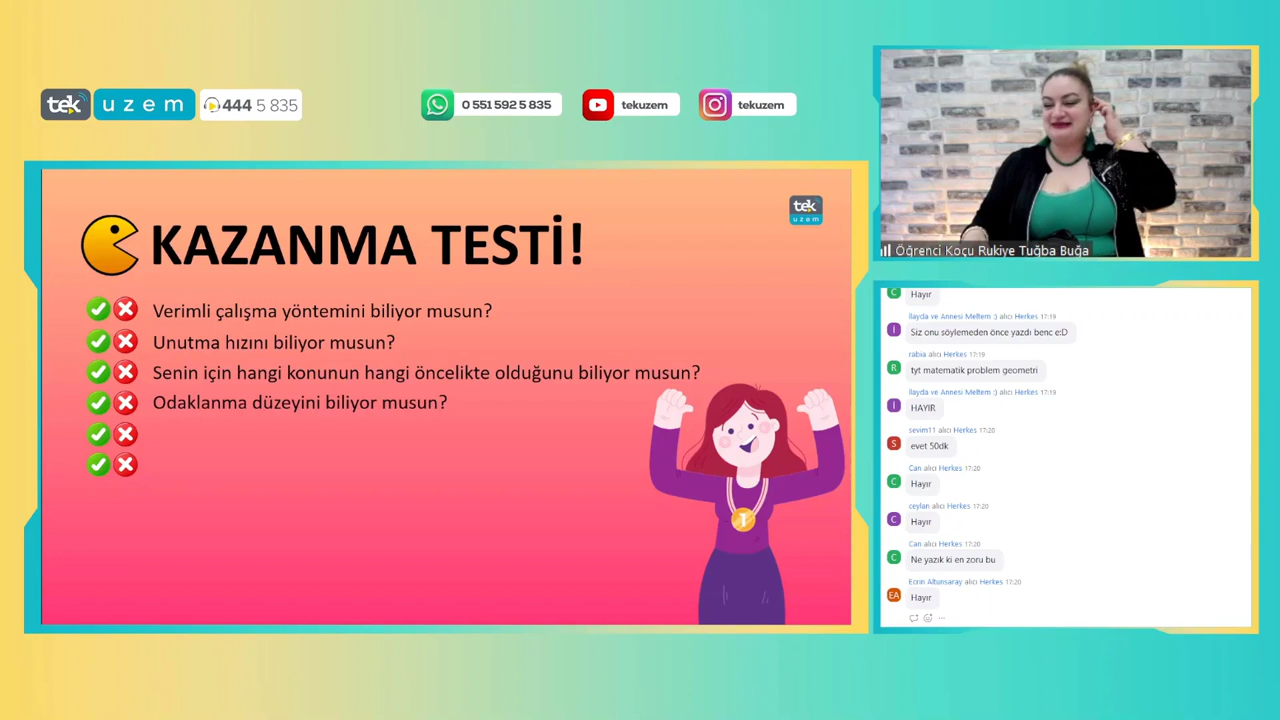 tek uzem 444 5 835
0 551 592 5 835
tekuzem
tekuzem
tek
uzem
KAZANMA TESTİ!
Verimli çalışma yöntemini biliyor musun?
Unutma hızını biliyor musun?
Senin için hangi konunun hangi öncelikte olduğunu biliyor musun?
Odaklanma düzeyini biliyor musun?
1
Öğrenci Koçu Rukiye Tuğba Buğa
C
Hayır
İlayda ve Annesi Meltem :) alıcı Herkes 17:19
I
Siz onu söylemeden önce yazdı benc e:D
rabia alıcı Herkes 17:19
R
tyt matematik problem geometri
İlayda ve Annesi Meltem :) alıcı Herkes 17:19
I
HAYIR
sevim11 alıcı Herkes 17:20
S
evet 50dk
Can alıcı Herkes 17:20
C
Hayır
ceylan alıcı Herkes 17:20
C
Hayır
Can alıcı Herkes 17:20
C
Ne yazik ki en zoru bu
Ecrin Altunsaray alıcı Herkes 17:20
EA
Hayır